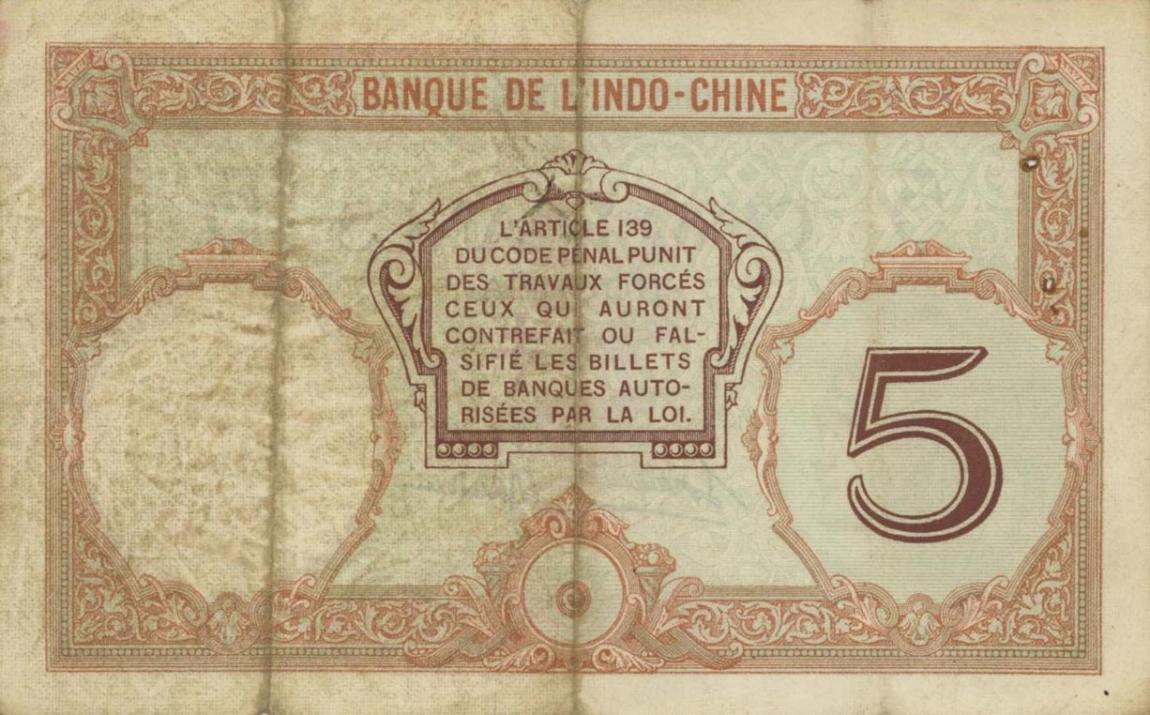 BANQUE DE L'INDO-CHINE
L'ARTICLE 139
DU CODE PENAL PUNIT
DES TRAVAUX FORCÉS
CEUX QUI AURONT
CONTREFAIT OU FAL-
SIFIÉ LES BILLETS
DE BANQUES AUTO-
RISÉES PAR LA LOI.
5